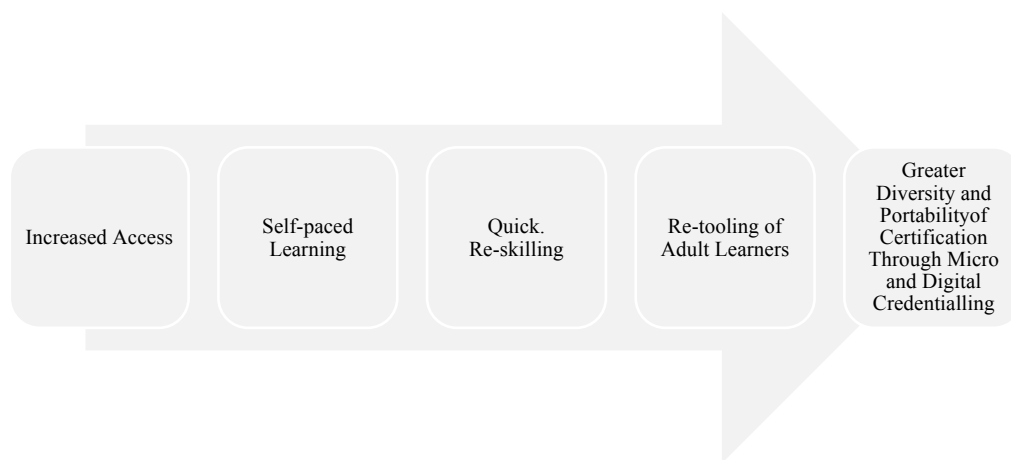 Increased Access
Self-paced
Learning
Quick.
Re-skilling
Re-tooling of
Adult Learners
Greater
Diversity and
Portabilityof
Certification
Through Micro
and Digital
Credentialling